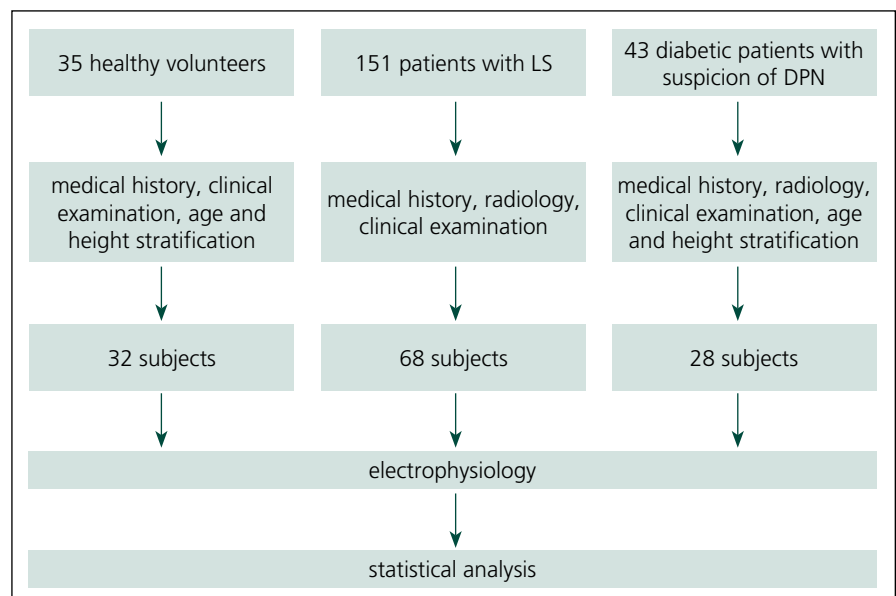 35 healthy volunteers
151 patients with LS
43 diabetic patients with
suspicion of DPN
medical history, clinical
examination, age and
height stratification
medical history, radiology,
clinical examination
medical history, radiology,
clinical examination, age
and height stratification
32 subjects
68 subjects
28 subjects
electrophysiology
statistical analysis